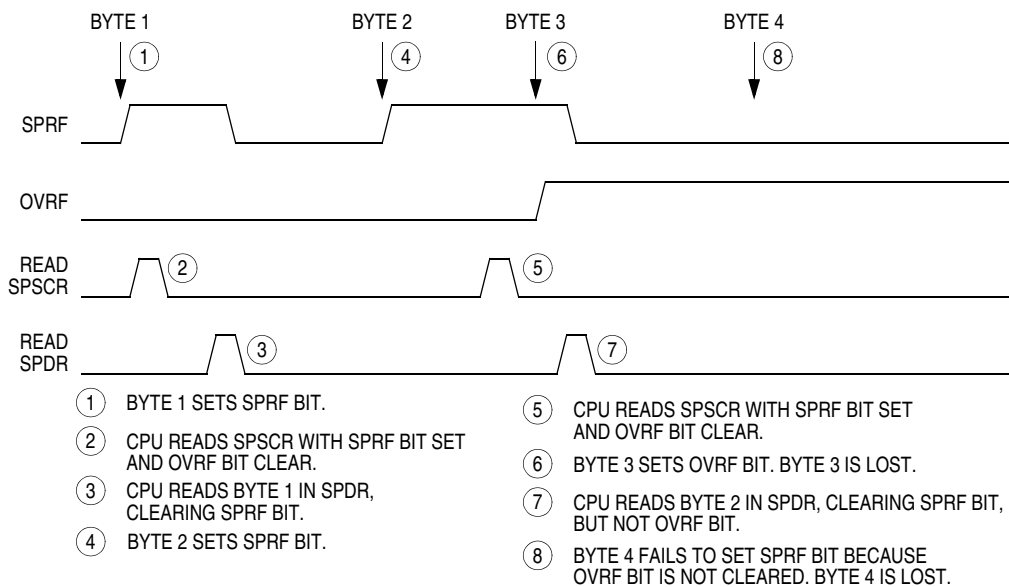 BYTE 1
BYTE 2
BYTE 3
BYTE 4
1
4
6
8
SPRF
OVRF
READ
SPSCR
2
5
READ
SPDR
3
7
1 BYTE 1 SETS SPRF BIT.
2 CPU READS SPSCR WITH SPRF BIT SET
AND OVRF BIT CLEAR.
3 CPU READS BYTE 1 IN SPDR,
CLEARING SPRF BIT.
4 BYTE 2 SETS SPRF BIT.
5 CPU READS SPSCR WITH SPRF BIT SET
AND OVRF BIT CLEAR.
6 BYTE 3 SETS OVRF BIT. BYTE 3 IS LOST.
7 CPU READS BYTE 2 IN SPDR, CLEARING SPRF BIT,
BUT NOT OVRF BIT.
8 BYTE 4 FAILS TO SET SPRF BIT BECAUSE
OVRF BIT IS NOT CLEARED. BYTE 4 IS LOST.